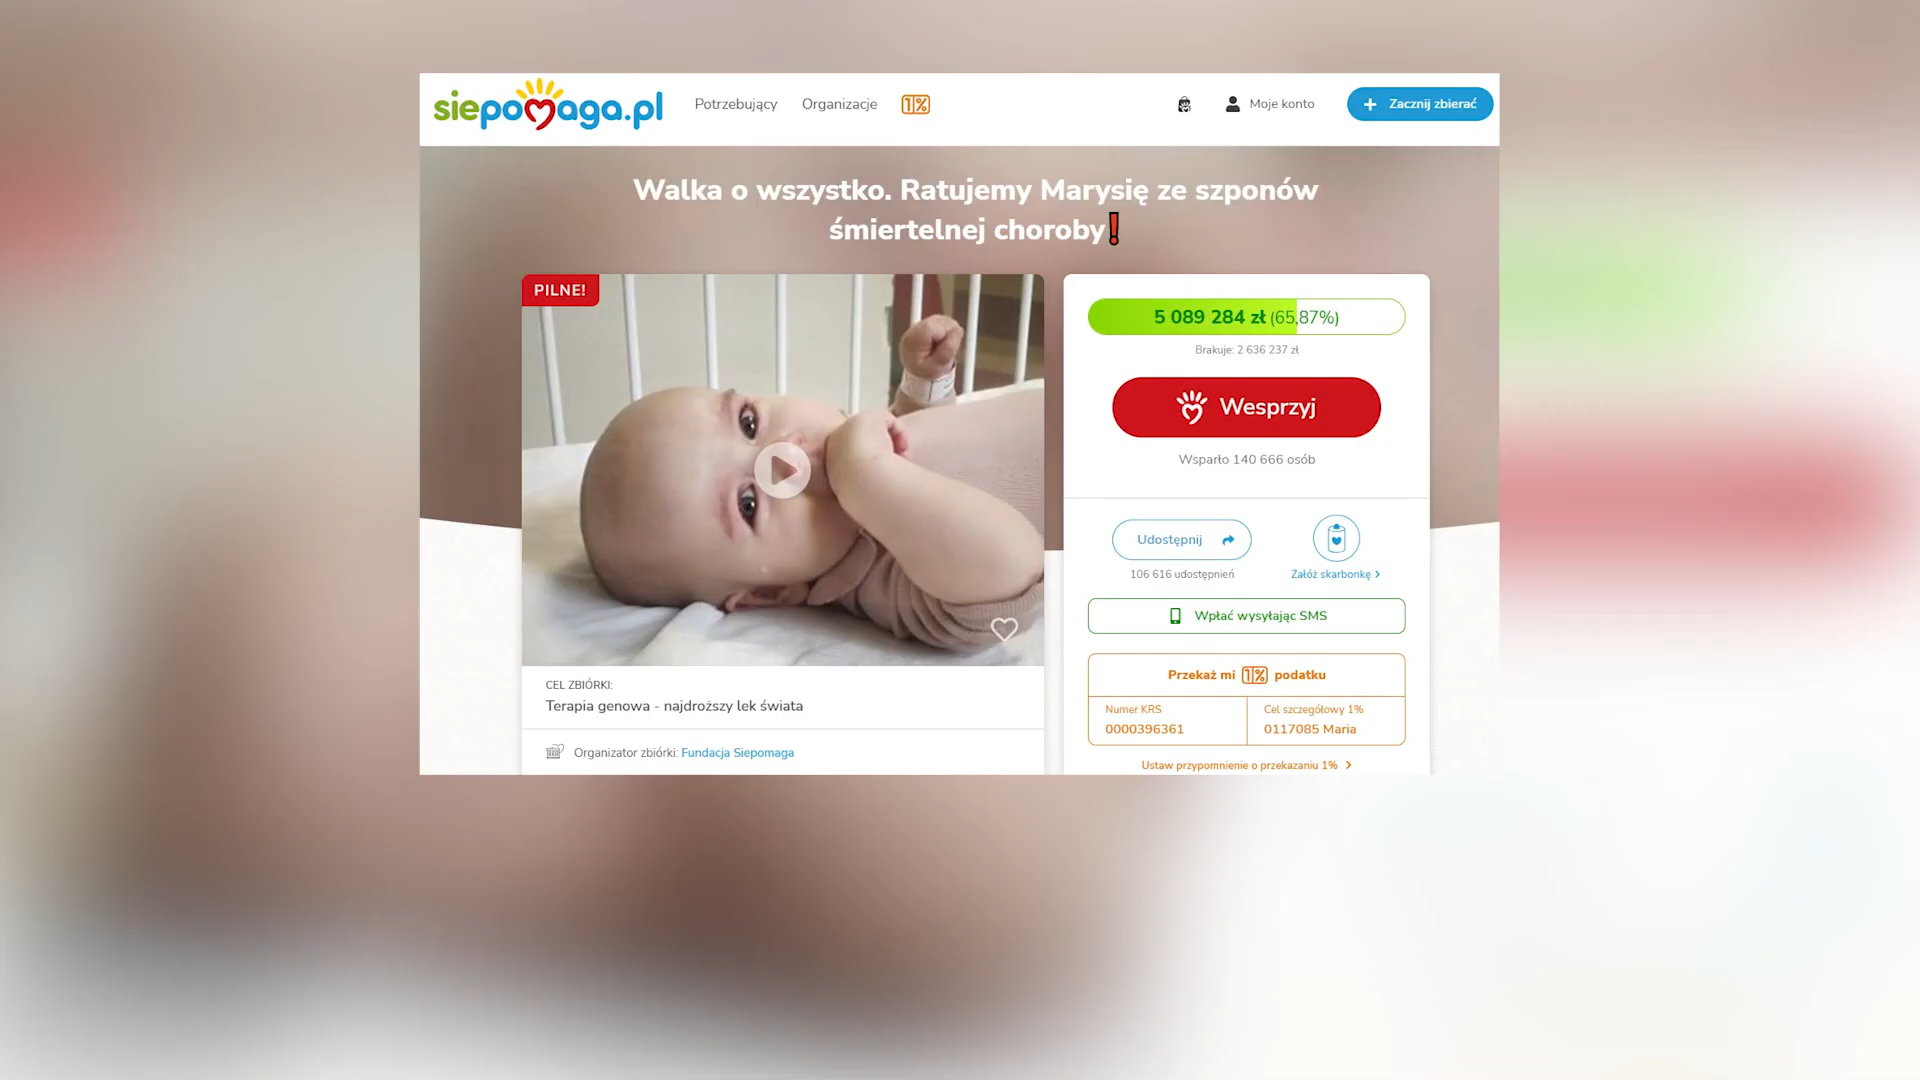 siepomaga.pl
Potrzebujący Organizacje 1% Moje konto + Zacznij zbierać
Walka o wszystko. Ratujemy Marysię ze szponów
śmiertelnej choroby❗
PILNE!
CEL ZBIÓRKI:
Terapia genowa - najdroższy lek świata
Organizator zbiórki: Fundacja Siepomaga
5 089 284 zł (65,87%)
Brakuje: 2 636 237 zł
Wesprzyj
Wsparło 140 666 osób
Udostępnij
106 616 udostępnień
Załóż skarbonkę >
Wpłać wysyłając SMS
Przekaż mi 1% podatku
Numer KRS
0000396361
Cel szczegółowy 1%
0117085 Maria
Ustaw przypomnienie o przekazaniu 1% >